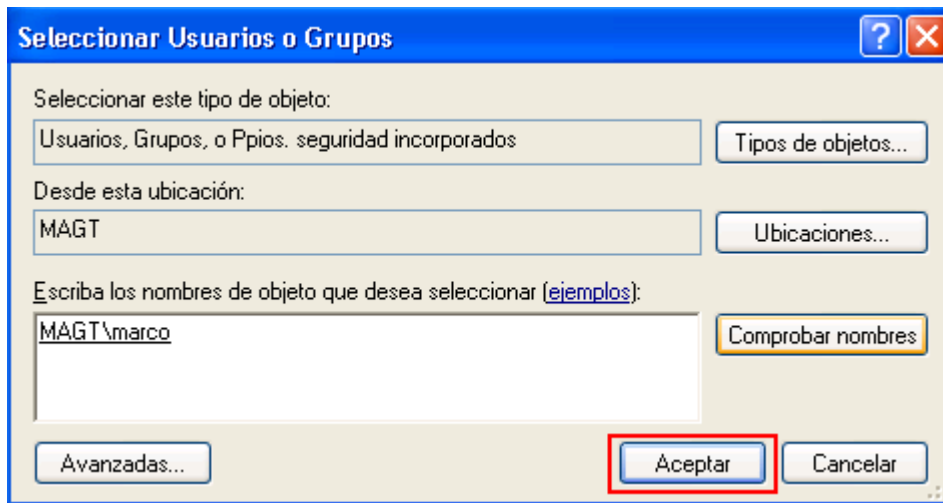 Seleccionar Usuarios o Grupos
Seleccionar este tipo de objeto:
Usuarios, Grupos, o Ppios. seguridad incorporados
Tipos de objetos...
Desde esta ubicación:
MAGT
Ubicaciones...
Escriba los nombres de objeto que desea seleccionar (ejemplos):
MAGT\marco
Comprobar nombres
Avanzadas...
Aceptar
Cancelar